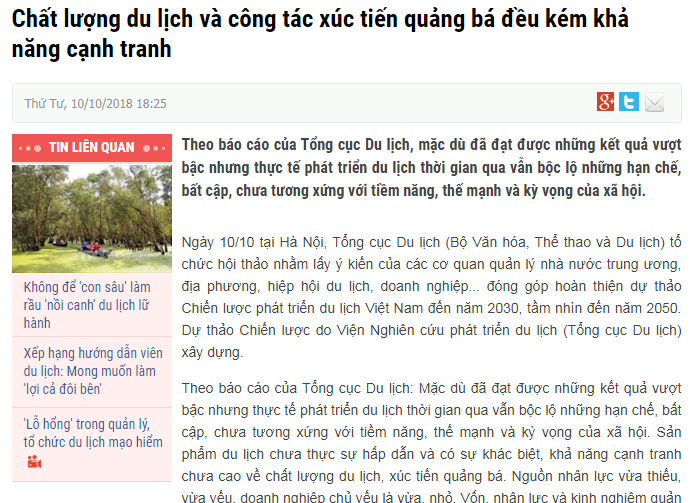 Chất lượng du lịch và công tác xúc tiến quảng bá đều kém khả
năng cạnh tranh
Thứ Tư, 10/10/2018 18:25
TIN LIÊN QUAN
Không để 'con sâu' làm
rầu 'nồi canh' du lịch lữ
hành
Xếp hạng hướng dẫn viên
du lịch: Mong muốn làm
'lợi cả đôi bên'
'Lỗ hổng' trong quản lý,
tổ chức du lịch mạo hiểm
Theo báo cáo của Tổng cục Du lịch, mặc dù đã đạt được những kết quả vượt
bậc nhưng thực tế phát triển du lịch thời gian qua vẫn bộc lộ những hạn chế,
bất cập, chưa tương xứng với tiềm năng, thế mạnh và kỳ vọng của xã hội.
Ngày 10/10 tại Hà Nội, Tổng cục Du lịch (Bộ Văn hóa, Thể thao và Du lịch) tổ
chức hội thảo nhằm lấy ý kiến của các cơ quan quản lý nhà nước trung ương,
địa phương, hiệp hội du lịch, doanh nghiệp... đóng góp hoàn thiện dự thảo
Chiến lược phát triển du lịch Việt Nam đến năm 2030, tầm nhìn đến năm 2050.
Dự thảo Chiến lược do Viện Nghiên cứu phát triển du lịch (Tổng cục Du lịch)
xây dựng.
Theo báo cáo của Tổng cục Du lịch: Mặc dù đã đạt được những kết quả vượt
bậc nhưng thực tế phát triển du lịch thời gian qua vẫn bộc lộ những hạn chế, bất
cập, chưa tương xứng với tiềm năng, thế mạnh và kỳ vọng của xã hội. Sản
phẩm du lịch chưa thực sự hấp dẫn và có sự khác biệt, khả năng cạnh tranh
chưa cao về chất lượng du lịch, xúc tiến quảng bá. Nguồn nhân lực vừa thiếu,
vừa yếu, doanh nghiệp chủ yếu là vừa, nhỏ. Vốn, nhân lực và kinh nghiệm quản